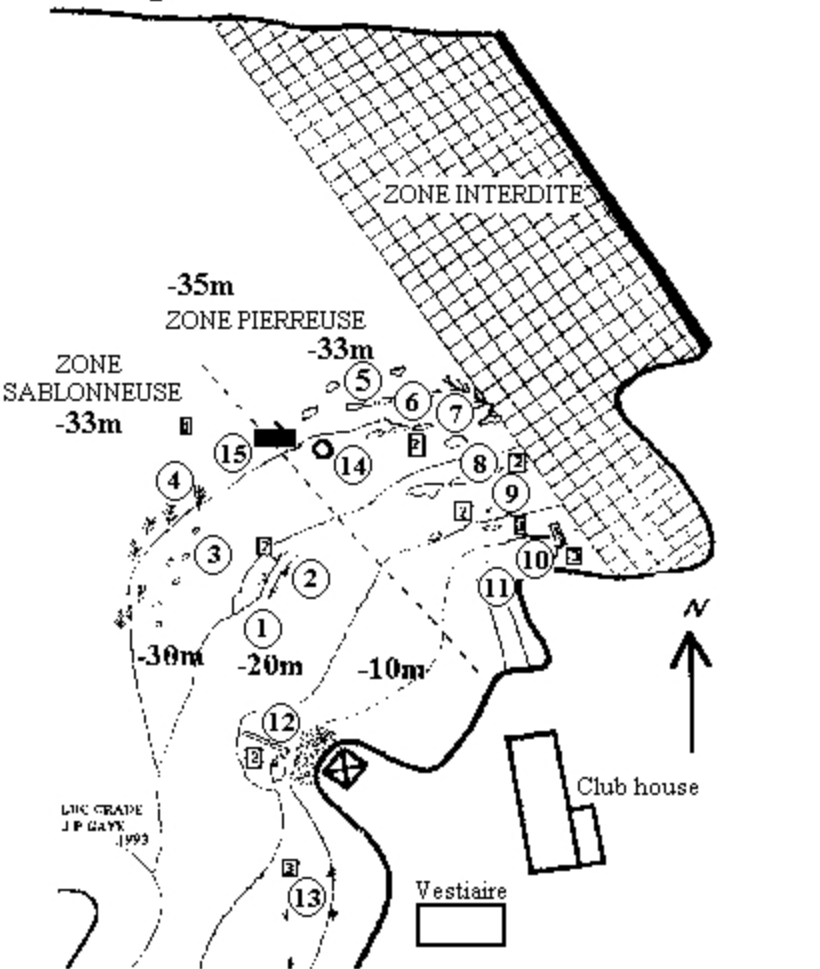 ZONE INTERDITE
-35m
ZONE PIERREUSE
-33m
ZONE
SABLONNEUSE
-33m
5
6
7
15
14
8
4
9
3
10
2
11
1
N
-30m
-20m
-10m
12
Club house
LUC GRADE
J P GAYE
1993
13
Vestiaire